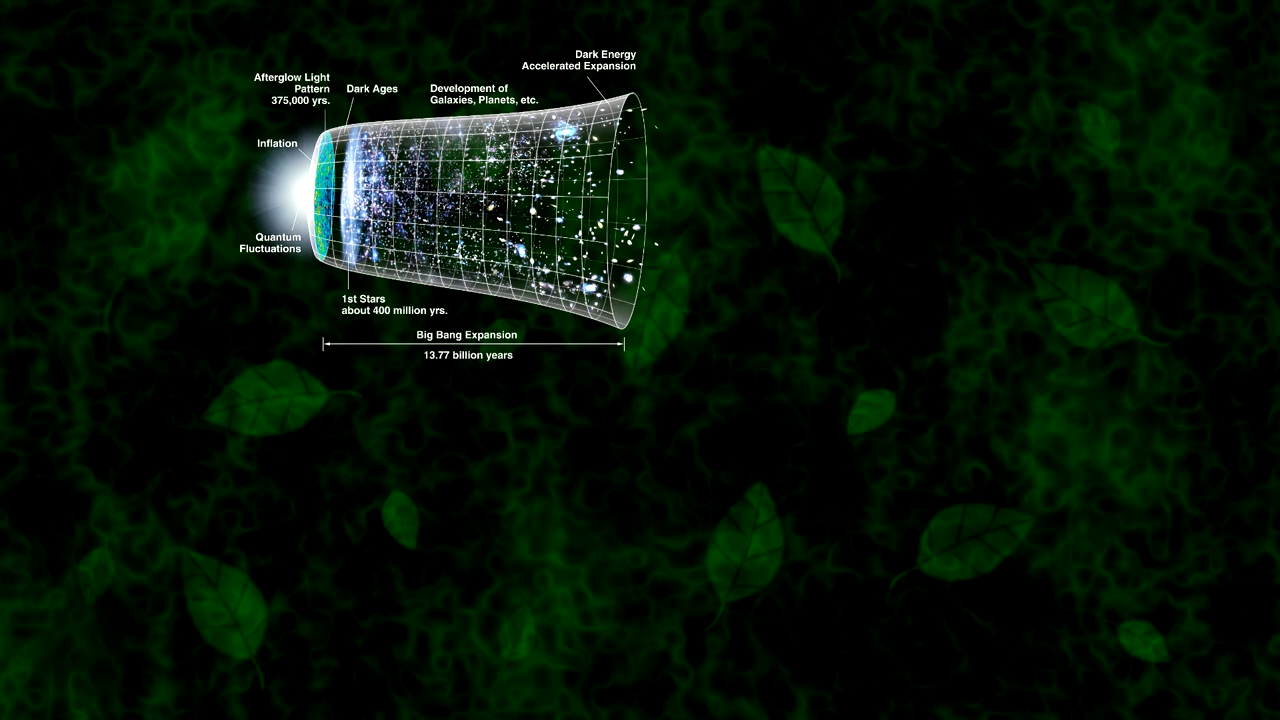 Dark Energy
Accelerated Expansion
Afterglow Light
Pattern
375,000 yrs.
Dark Ages
Development of
Galaxies, Planets, etc.
Inflation
Quantum
Fluctuations
1st Stars
about 400 million yrs.
Big Bang Expansion
13.77 billion years